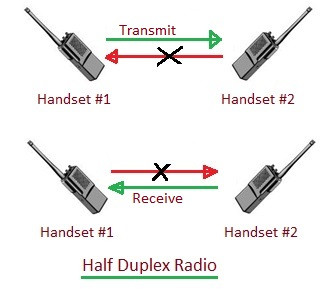 Transmit
Handset #1
Handset #2
Receive
Handset #1
Handset #2
Half Duplex Radio